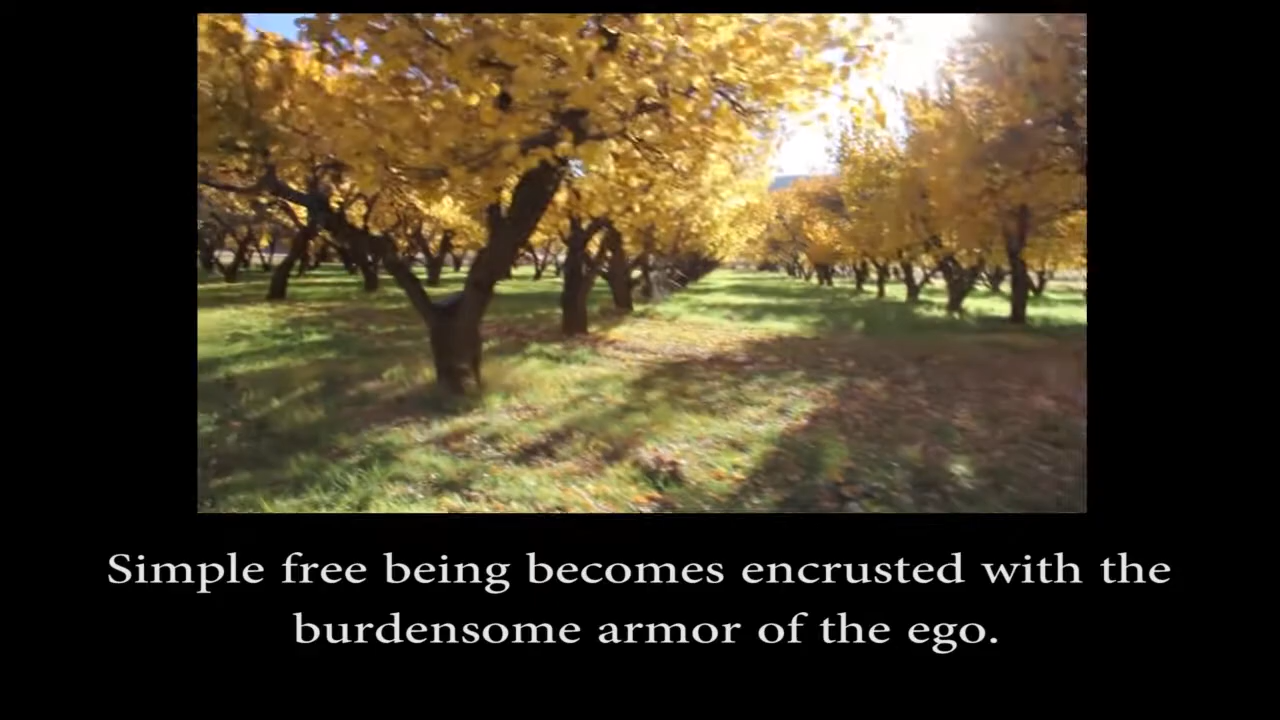 Simple free being becomes encrusted with the
burdensome armor of the ego.